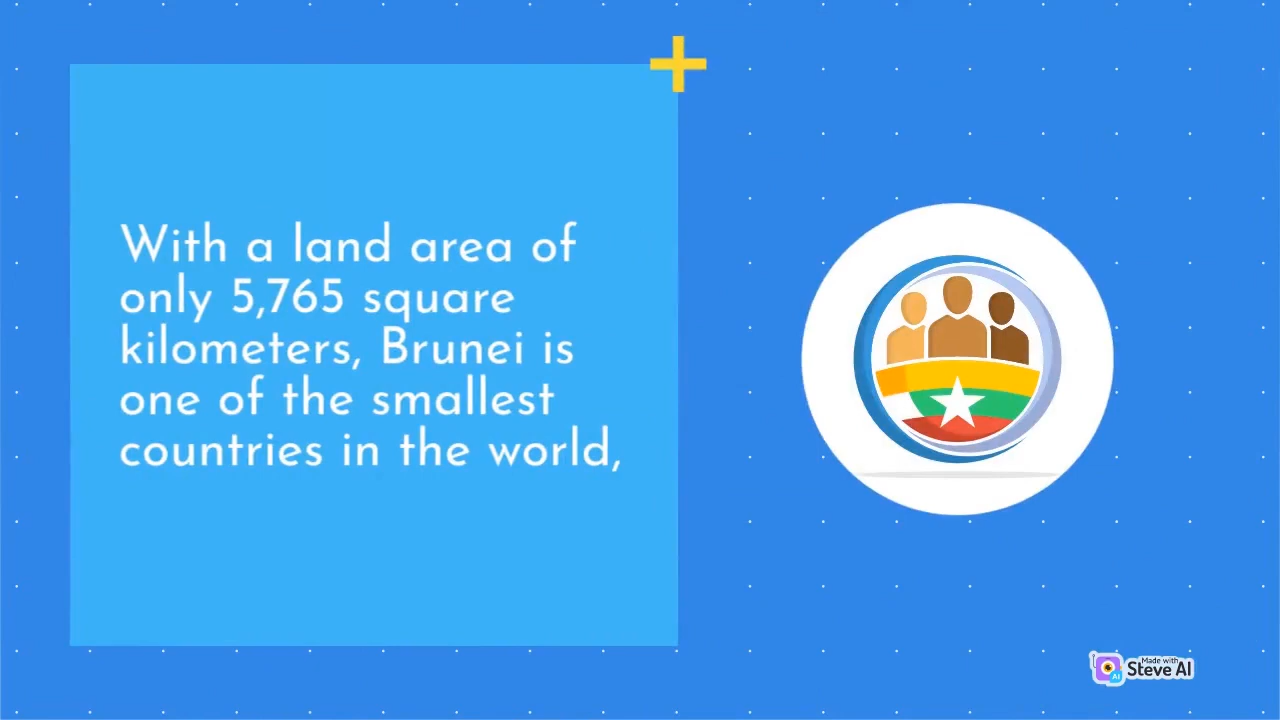 With a land area of
only 5,765 square
kilometers, Brunei is
one of the smallest
countries in the world,
Made with
Steve AI
AI